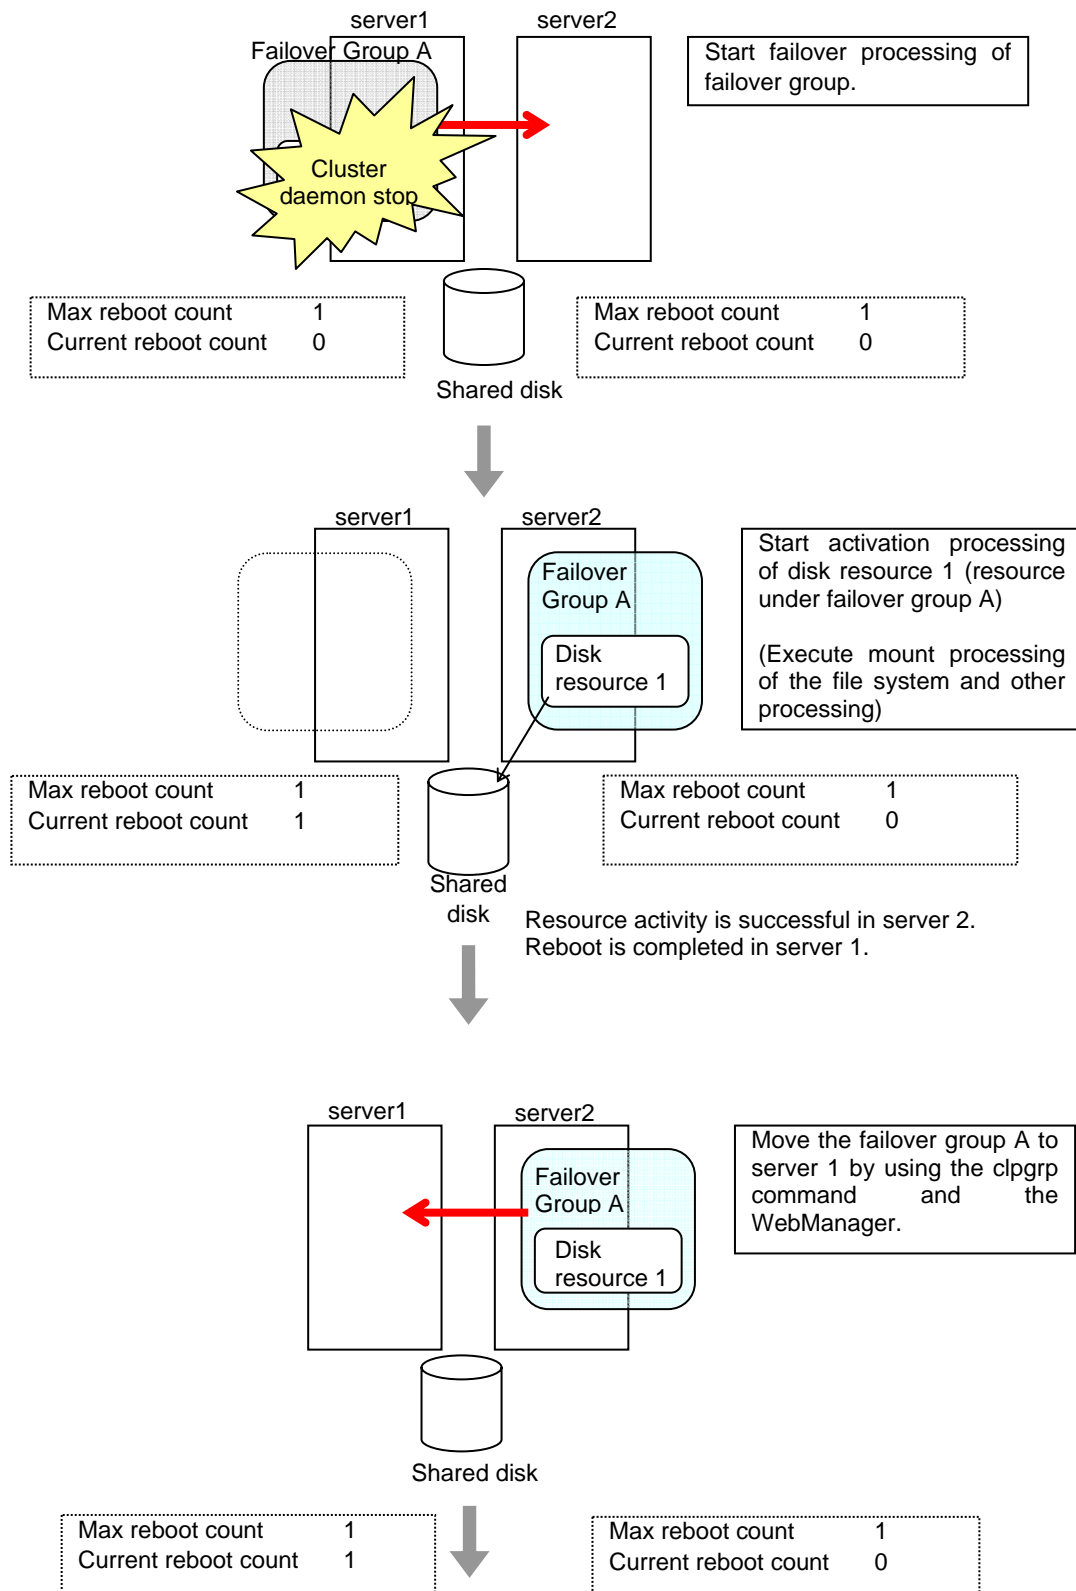 server1
server2
Failover Group A
Start failover processing of
failover group.
Cluster
daemon stop
Max reboot count 1
Current reboot count 0
Max reboot count 1
Current reboot count 0
Shared disk
server1
server2
Failover
Group A
Disk
resource 1
Start activation processing
of disk resource 1 (resource
under failover group A)
(Execute mount processing
of the file system and other
processing)
Max reboot count 1
Current reboot count 1
Max reboot count 1
Current reboot count 0
Shared
disk
Resource activity is successful in server 2.
Reboot is completed in server 1.
server1
server2
Failover
Group A
Disk
resource 1
Move the failover group A to
server 1 by using the clpgrp
command and the
WebManager.
Shared disk
Max reboot count 1
Current reboot count 1
Max reboot count 1
Current reboot count 0